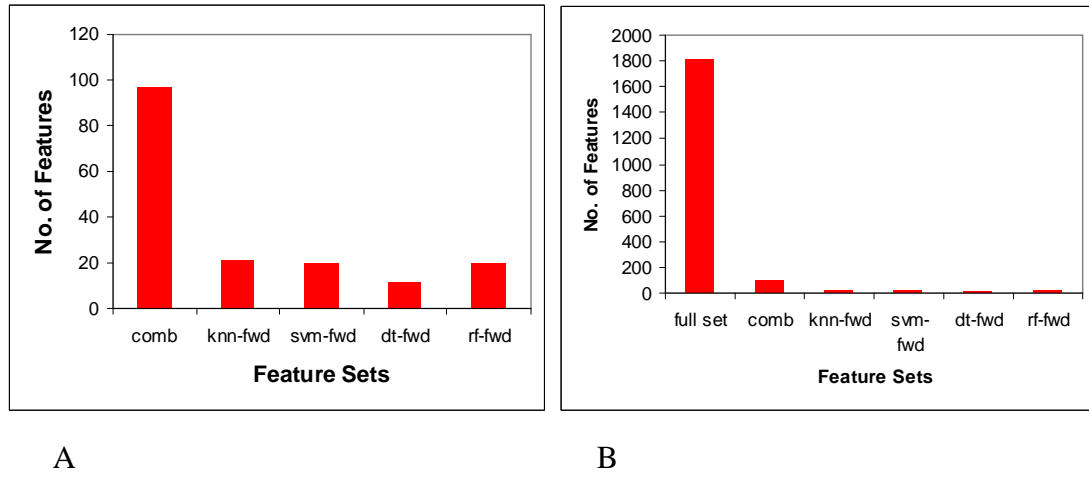 120
100
80
60
40
20
0
No. of Features
comb knn-fwd svm-fwd dt-fwd rf-fwd
Feature Sets
A
2000
1800
1600
1400
1200
1000
800
600
400
200
0
No. of Features
full set comb knn-fwd svm- dt-fwd rf-fwd
fwd
Feature Sets
B